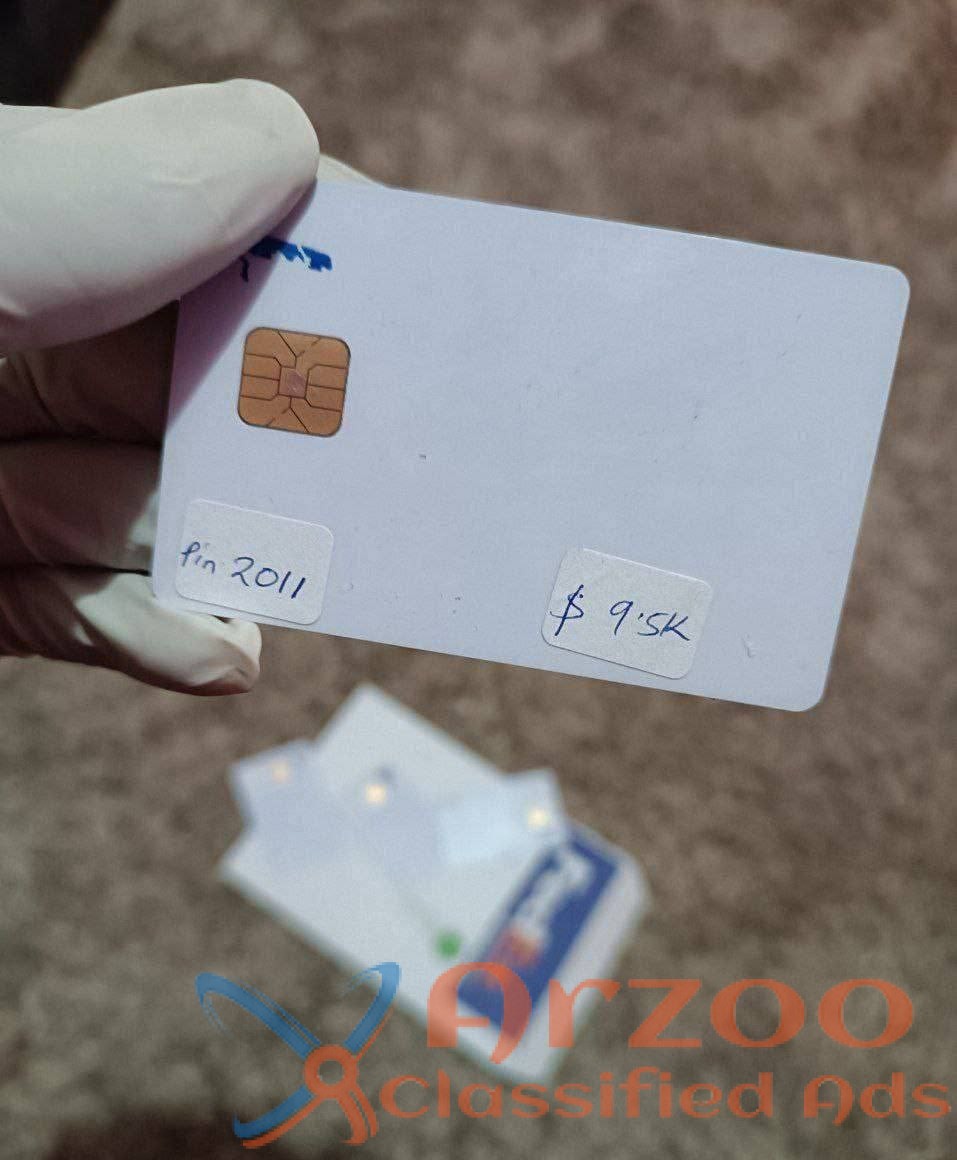 Pin 2011
$ 9.5K
Arzoo
Classified Ads